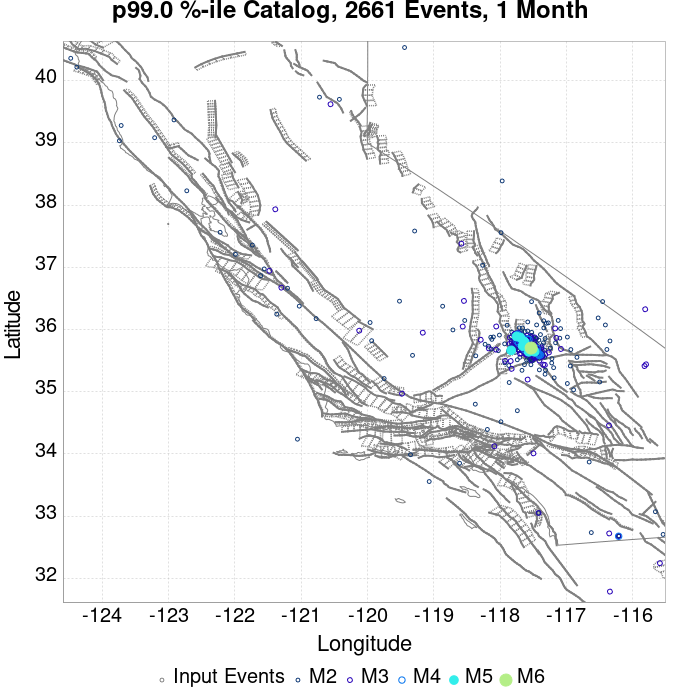 p99.0 %-ile Catalog, 2661 Events, 1 Month
40
39
38
37
36
35
34
33
32
Latitude
-124 -123 -122 -121 -120 -119 -118 -117 -116
Longitude
Input Events M2 M3 M4 M5 M6